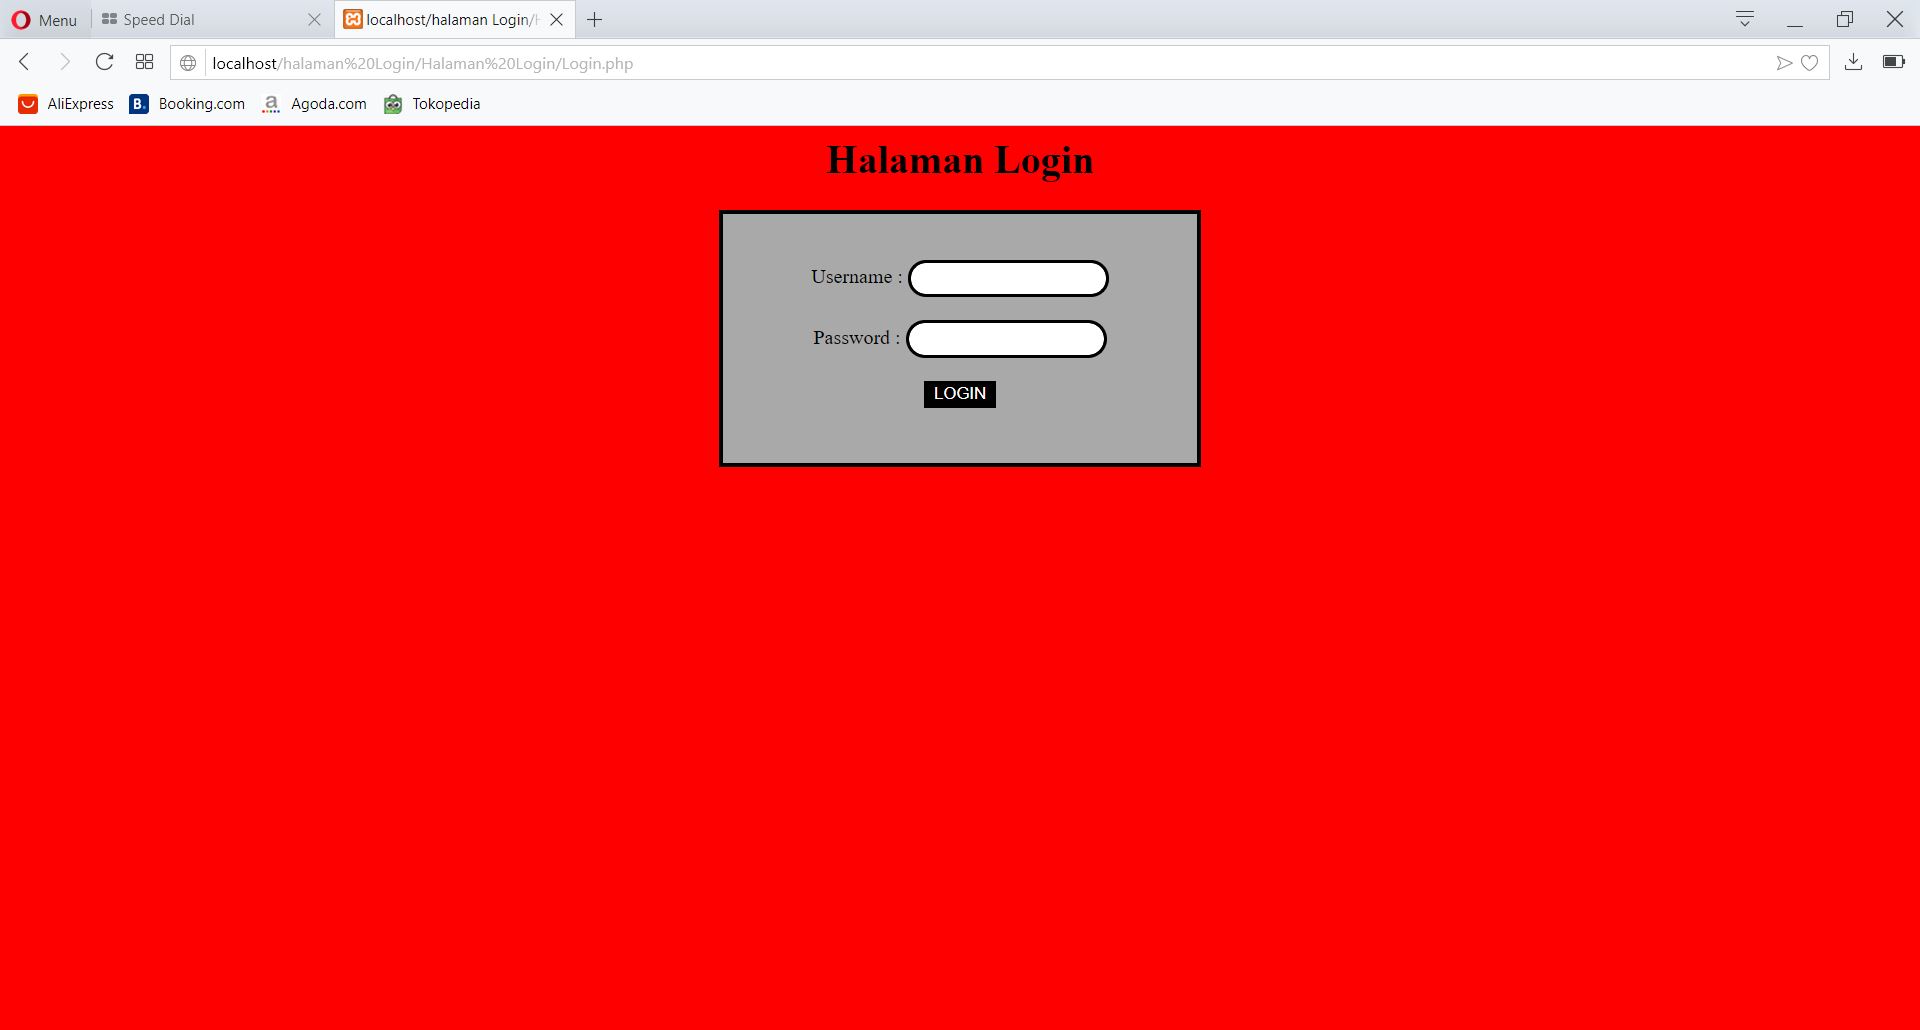 Menu
Speed Dial
localhost/halaman Login/
localhost/halaman%20Login/Halaman%20Login/Login.php
AliExpress
B. Booking.com
a Agoda.com
Tokopedia
Halaman Login
Username :
Password :
LOGIN